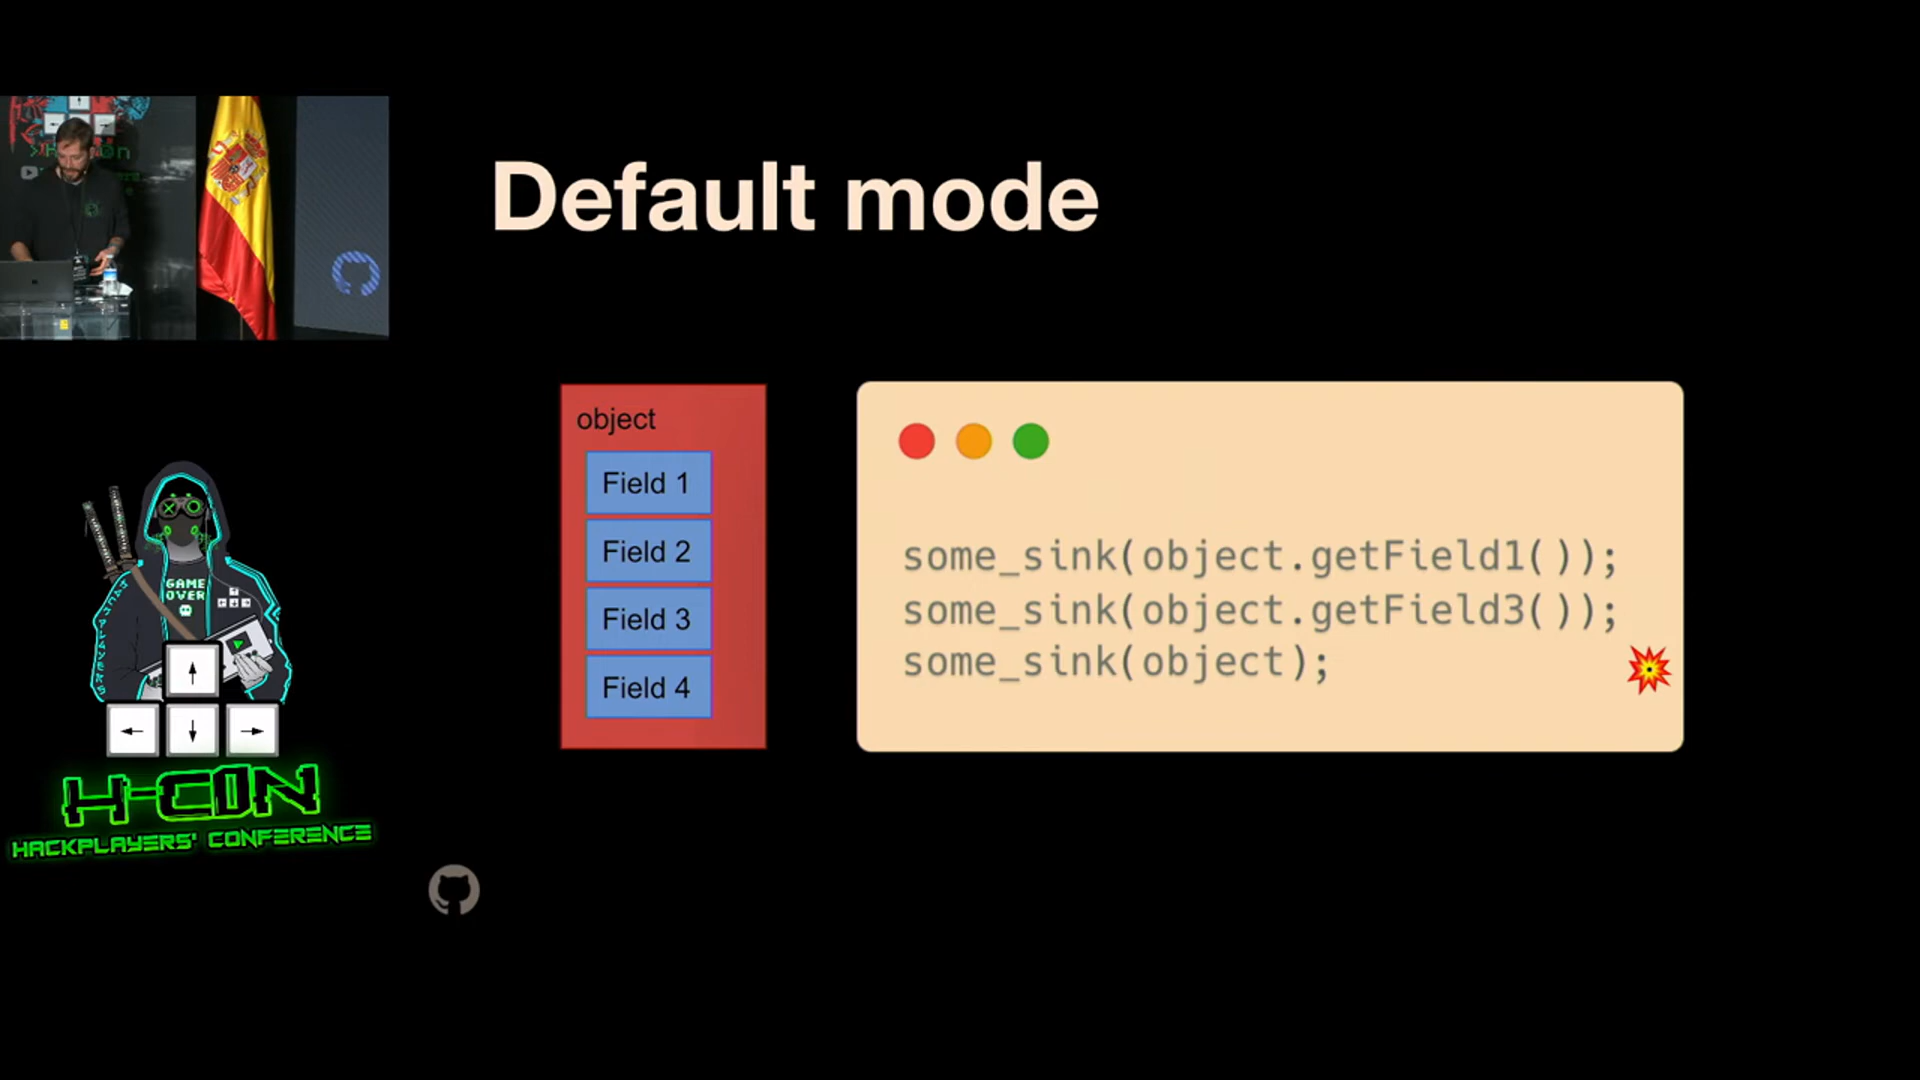 Default mode
object
Field 1
Field 2
Field 3
Field 4
some_sink(object.getField1());
some_sink(object.getField3());
some_sink(object);
GAME
OVER
H-C0N
HACKPLAYERS' CONFERENCE